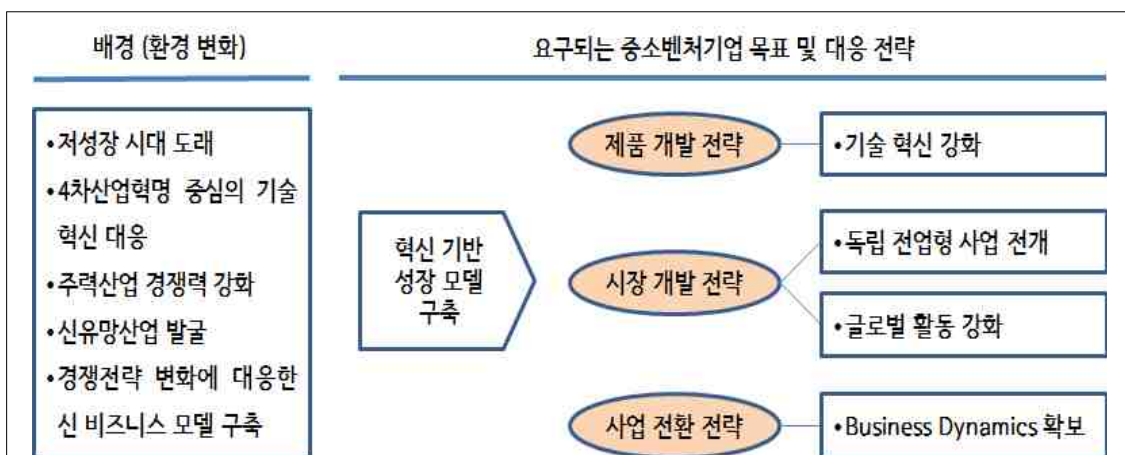 배경 (환경 변화)
요구되는 중소벤처기업 목표 및 대응 전략
•저성장 시대 도래
•4차산업혁명 중심의 기술
혁신 대응
•주력산업 경쟁력 강화
•신유망산업 발굴
•경쟁전략 변화에 대응한
신 비즈니스 모델 구축
혁신 기반
성장 모델
구축
제품 개발 전략
•기술 혁신 강화
시장 개발 전략
•독립 전업형 사업 전개
•글로벌 활동 강화
사업 전환 전략
•Business Dynamics 확보